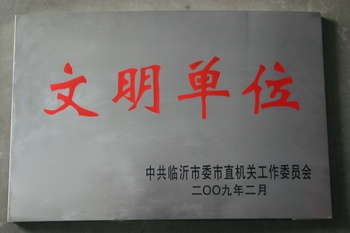 文明单位
中共临沂市委市直机关工作委员会
二〇〇九年二月